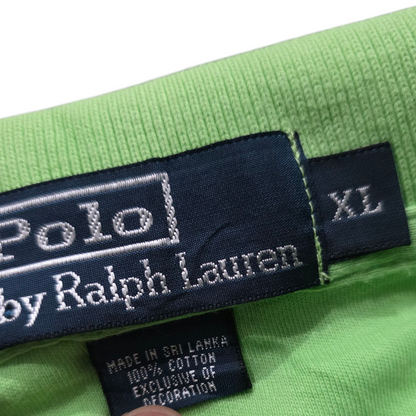 Polo
by Ralph Lauren
XL
MADE IN SRI LANKA
100% COTTON
EXCLUSIVE OF
DECORATION